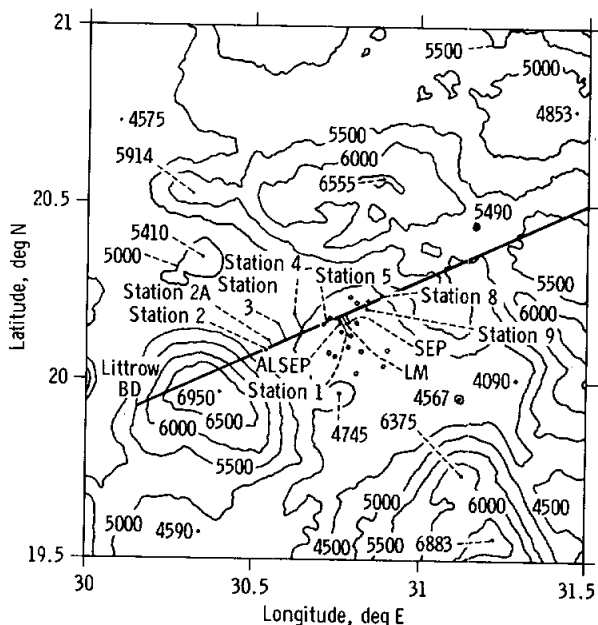 21
5500
5000
4575
4853
5914
5500
6000
6555
20.5
5490
5410
5000
Station 4
Station 5
5500
Station
3
Station 8
Station 2A
Station 2
6000
Station 9
Latitude, deg N
ALSEP
SEP
Littrow
BD
Station 1
LM
4090
20
6950
4567
6500
6000
4745
6375
5500
5000
6000
4500
5000
4590
4500
5500
6883
19.5
30
30.5
31
31.5
Longitude, deg E